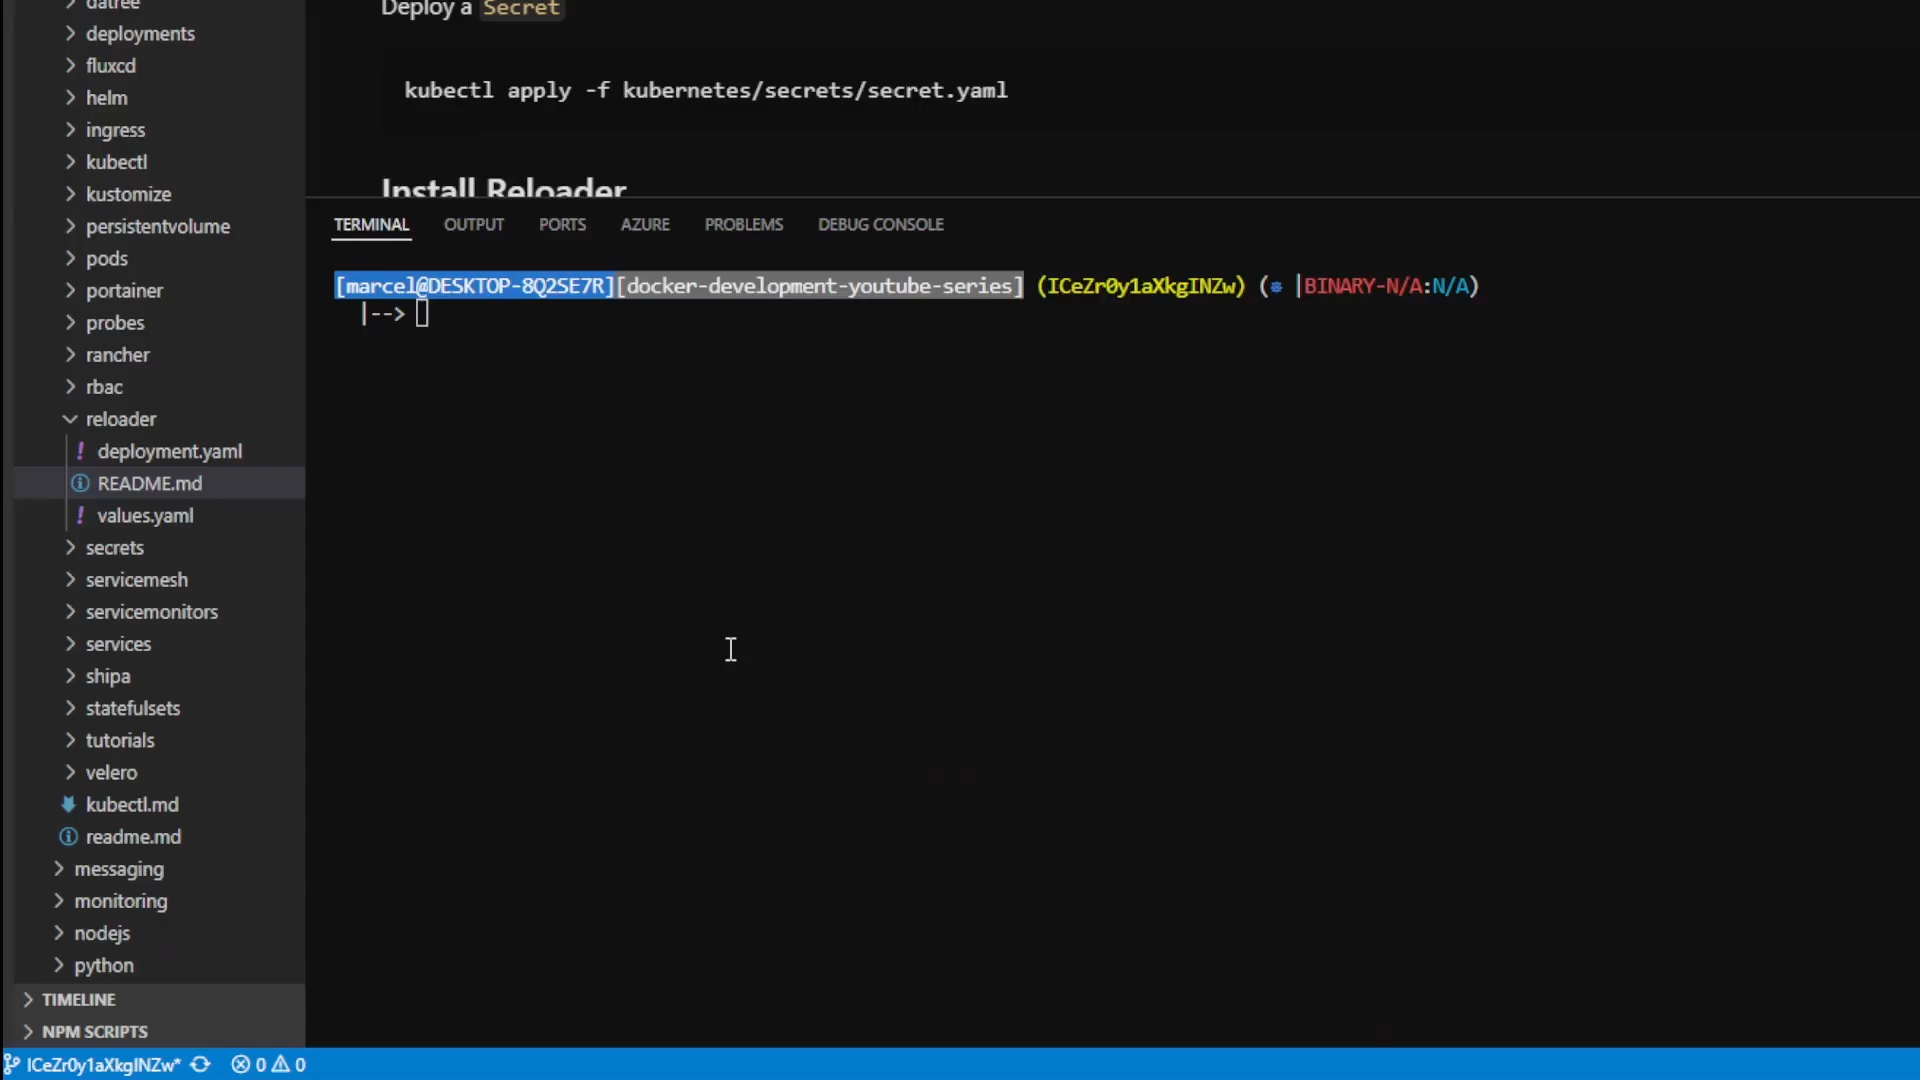 datree
deployments
fluxcd
helm
ingress
kubectl
kustomize
persistentvolume
pods
portainer
probes
rancher
rbac
reloader
deployment.yaml
README.md
values.yaml
secrets
servicemesh
servicemonitors
services
shipa
statefulsets
tutorials
velero
kubectl.md
readme.md
messaging
monitoring
nodejs
python
TIMELINE
NPM SCRIPTS
Deploy a Secret
kubectl apply -f kubernetes/secrets/secret.yaml
Install Reloader
TERMINAL OUTPUT PORTS AZURE PROBLEMS DEBUG CONSOLE
[marcel@DESKTOP-8Q2SE7R][docker-development-youtube-series] (ICeZr0y1aXkgINZw) (⎈ |BINARY-N/A:N/A)
|-->
ICeZr0y1aXkgINZw* 0 0